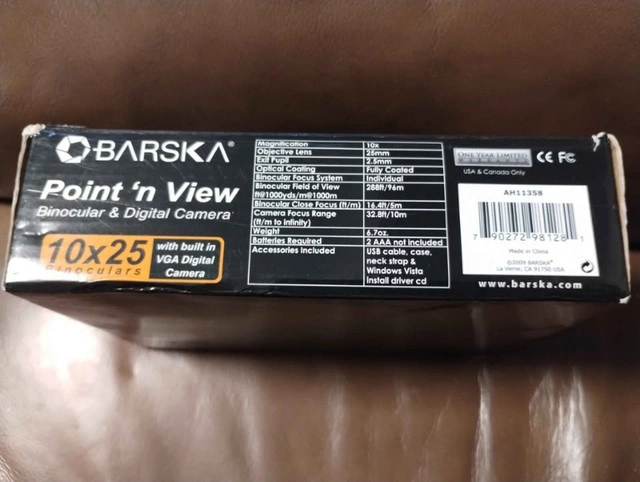 BARSKA®
Point 'n View
Binocular & Digital Camera
10x25
Binoculars
with built in
VGA Digital
Camera
Magnification 10x
Objective Lens 25mm
Exit Pupil 2.5mm
Optical Coating Fully Coated
Binocular Focus System Individual
Binocular Field of View 288ft/96m
ft@1000yds/m@1000m
Binocular Close Focus (ft/m) 16.4ft/5m
Camera Focus Range 32.8ft/10m
(ft/m to infinity)
Weight 6.7oz.
Batteries Required 2 AAA not included
Accessories Included USB cable, case,
neck strap &
Windows Vista
install driver cd
ONE YEAR LIMITED
CE FC
USA & Canada Only
AH11358
7 90272 98128 1
Made in China
©2009 BARSKA®
La Verne, CA 91750 USA
www.barska.com